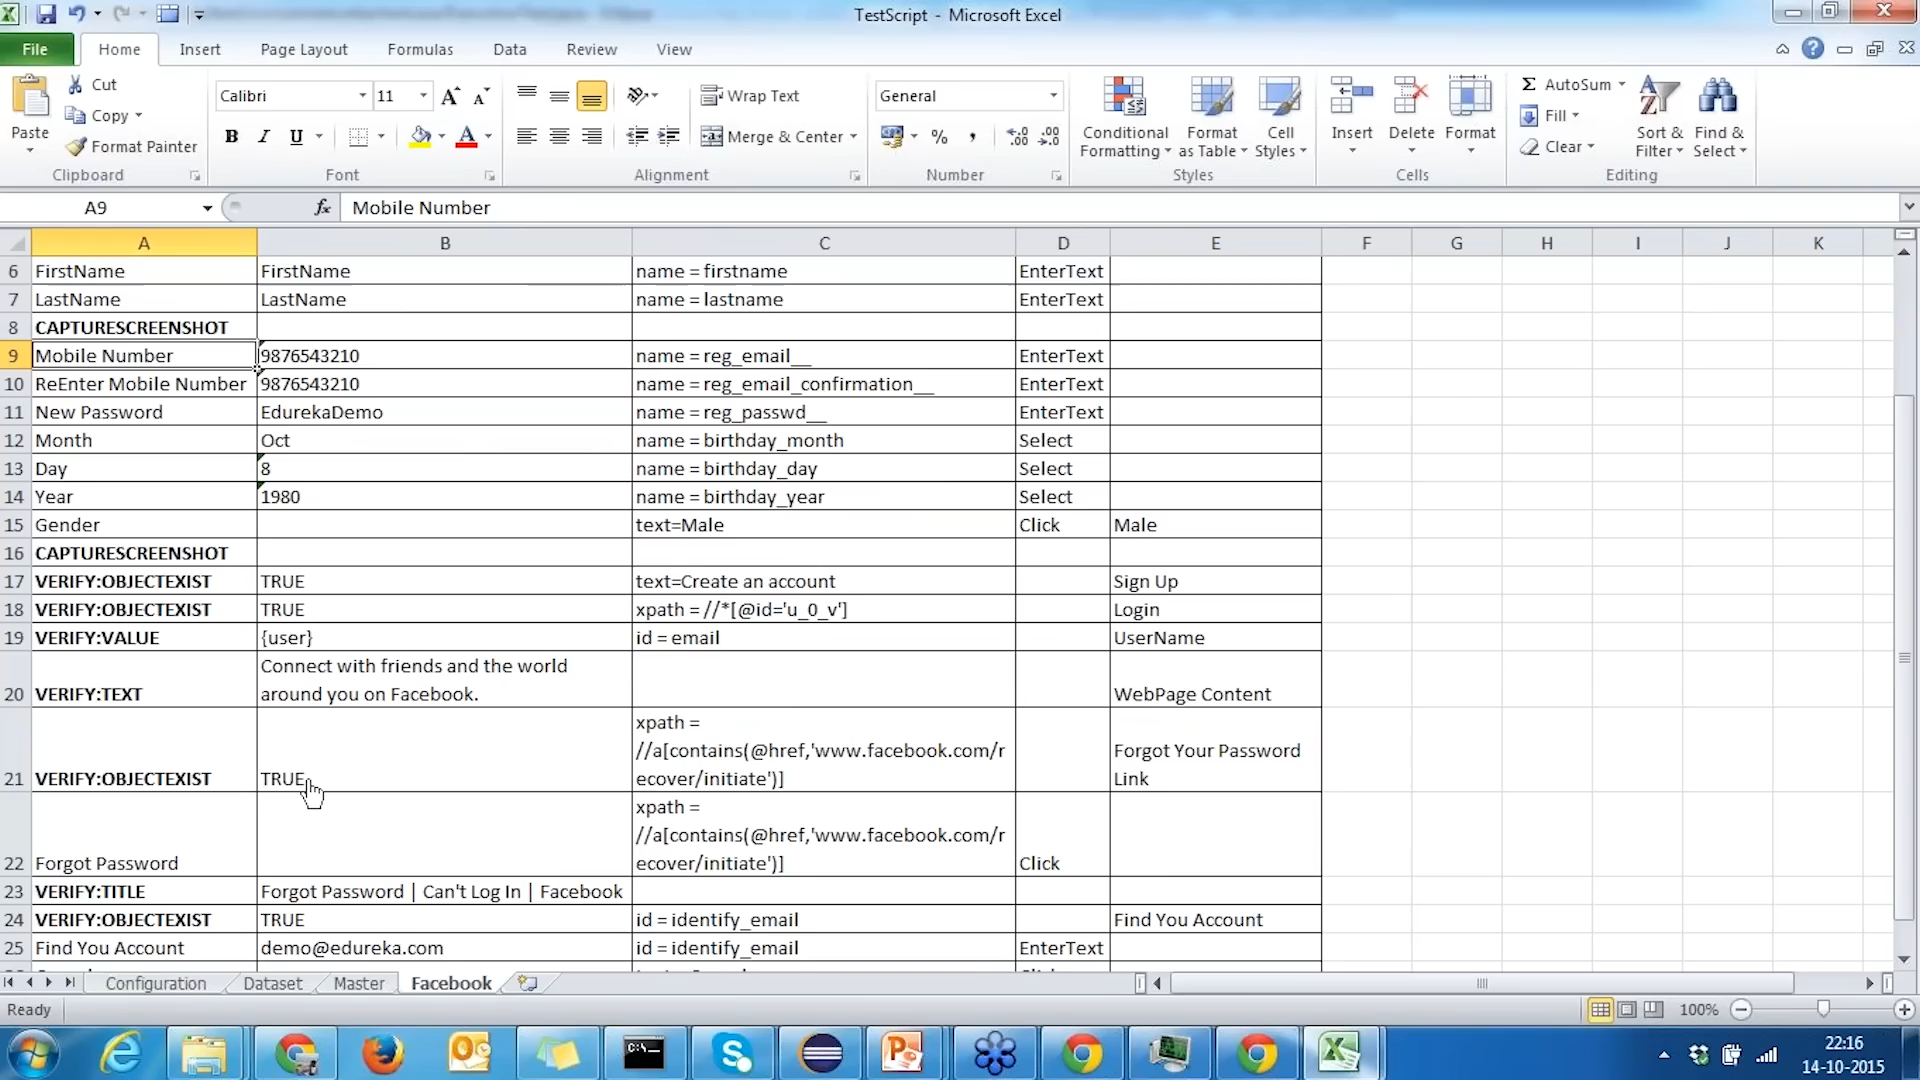 TestScript - Microsoft Excel
File Home Insert Page Layout Formulas Data Review View
Paste Cut Copy Format Painter Clipboard
Calibri 11 B I U Font
Wrap Text Merge & Center Alignment
General % , Number
Conditional Formatting Format as Table Cell Styles Styles
Insert Delete Format Cells
Σ AutoSum Fill Clear Sort & Filter Find & Select Editing
A9 fx Mobile Number
A B C D E F G H I J K
6 FirstName FirstName name = firstname EnterText
7 LastName LastName name = lastname EnterText
8 CAPTURESCREENSHOT
9 Mobile Number 9876543210 name = reg_email__ EnterText
10 ReEnter Mobile Number 9876543210 name = reg_email_confirmation__ EnterText
11 New Password EdurekaDemo name = reg_passwd__ EnterText
12 Month Oct name = birthday_month Select
13 Day 8 name = birthday_day Select
14 Year 1980 name = birthday_year Select
15 Gender text=Male Click Male
16 CAPTURESCREENSHOT
17 VERIFY:OBJECTEXIST TRUE text=Create an account Sign Up
18 VERIFY:OBJECTEXIST TRUE xpath = //*[@id='u_0_v'] Login
19 VERIFY:VALUE {user} id = email UserName
Connect with friends and the world
20 VERIFY:TEXT around you on Facebook. WebPage Content
xpath =
//a[contains(@href,'www.facebook.com/r Forgot Your Password
21 VERIFY:OBJECTEXIST TRUE ecover/initiate')] Link
xpath =
//a[contains(@href,'www.facebook.com/r
22 Forgot Password ecover/initiate')] Click
23 VERIFY:TITLE Forgot Password | Can't Log In | Facebook
24 VERIFY:OBJECTEXIST TRUE id = identify_email Find You Account
25 Find You Account demo@edureka.com id = identify_email EnterText
Configuration Dataset Master Facebook
Ready 100%
22:16
14-10-2015